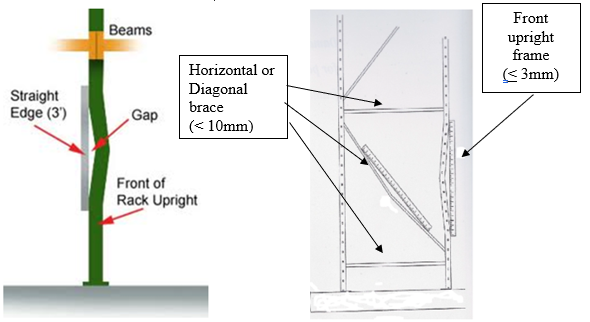 Beams
Straight
Edge (3')
Gap
Front of
Rack Upright
Horizontal or
Diagonal
brace
(< 10mm)
Front
upright
frame
(< 3mm)